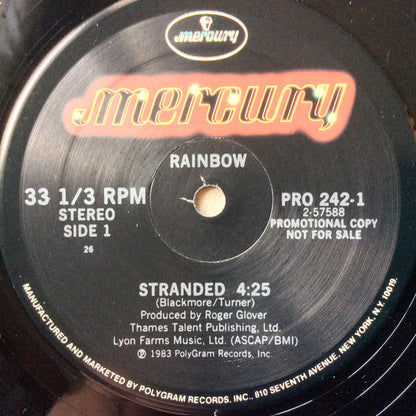 mercury
mercury
RAINBOW
33 1/3 RPM
STEREO
SIDE 1
26
PRO 242-1
2-57588
PROMOTIONAL COPY
NOT FOR SALE
STRANDED 4:25
(Blackmore/Turner)
Produced by Roger Glover
Thames Talent Publishing, Ltd.
Lyon Farms Music, Ltd. (ASCAP/BMI)
℗ 1983 PolyGram Records, Inc
MANUFACTURED AND MARKETED BY POLYGRAM RECORDS. INC., 810 SEVENTH AVENUE, NEW YORK, N.Y. 10019.